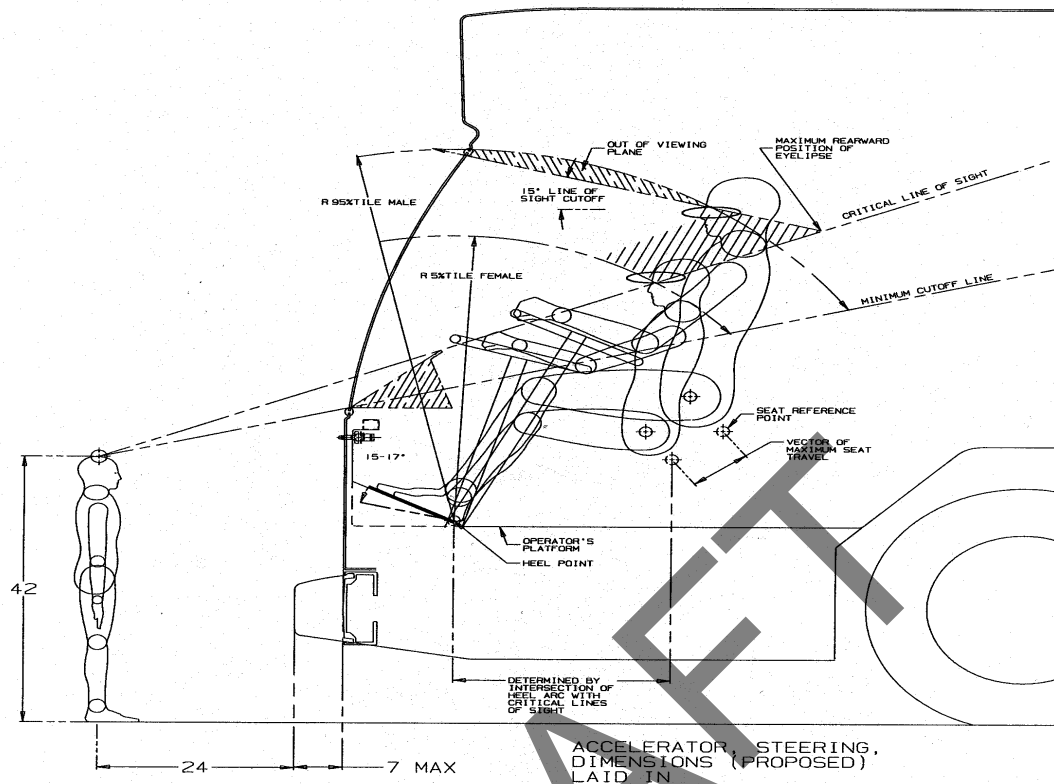 OUT OF VIEWING
PLANE
MAXIMUM REARWARD
POSITION OF
EYELIPSE
15° LINE OF
SIGHT CUTOFF
CRITICAL LINE OF SIGHT
R 95%TILE MALE
R 5%TILE FEMALE
MINIMUM CUTOFF LINE
SEAT REFERENCE
POINT
VECTOR OF
MAXIMUM SEAT
TRAVEL
15-17°
OPERATOR'S
PLATFORM
HEEL POINT
42
DETERMINED BY
INTERSECTION OF
HEEL ARC WITH
CRITICAL LINES
OF SIGHT
24
7 MAX
ACCELERATOR, STEERING,
DIMENSIONS (PROPOSED)
LAID IN
AFT